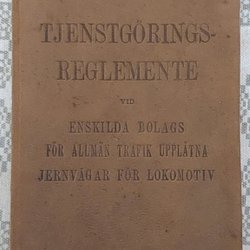 TJENSTGÖRINGS-
REGLEMENTE
VID
ENSKILDA BOLAGS
FÖR ALLMÄN TRAFIK UPPLÅTNA
JERNVÄGAR FÖR LOKOMOTIV